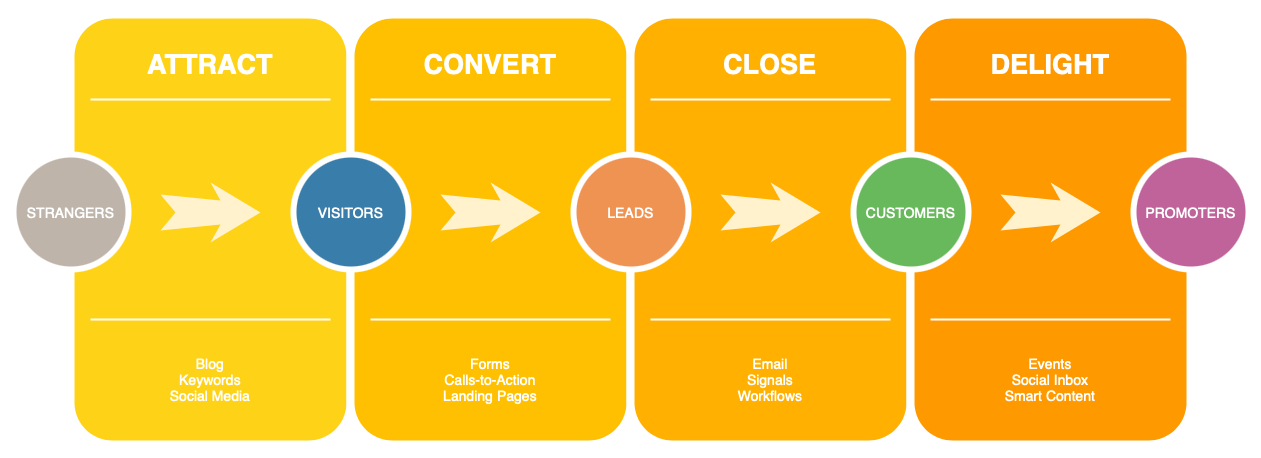 ATTRACT
CONVERT
CLOSE
DELIGHT
STRANGERS
VISITORS
LEADS
CUSTOMERS
PROMOTERS
Blog
Keywords
Social Media
Forms
Calls-to-Action
Landing Pages
Email
Signals
Workflows
Events
Social Inbox
Smart Content